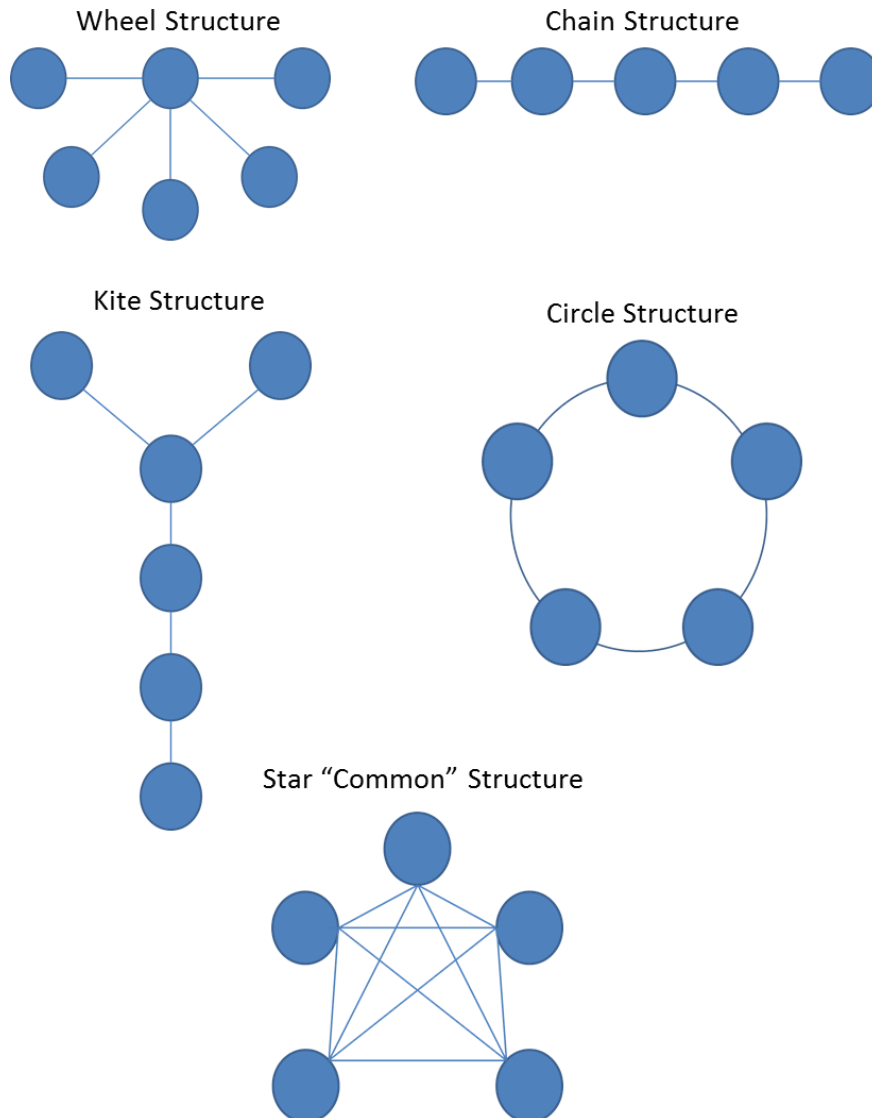 Wheel Structure
Chain Structure
Kite Structure
Circle Structure
Star “Common” Structure